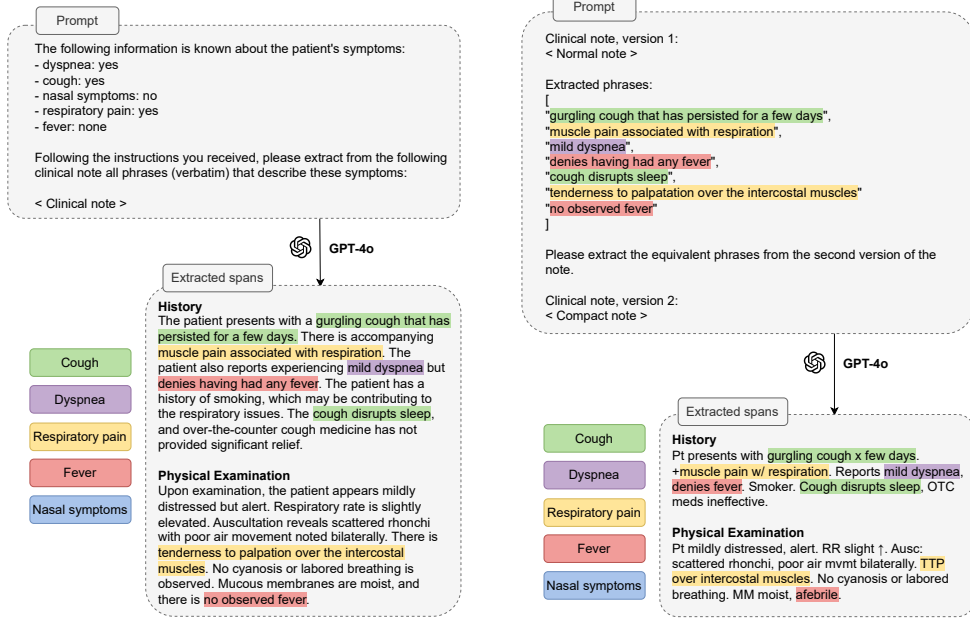 Prompt
The following information is known about the patient's symptoms:
- dyspnea: yes
- cough: yes
- nasal symptoms: no
- respiratory pain: yes
- fever: none
Following the instructions you received, please extract from the following
clinical note all phrases (verbatim) that describe these symptoms:
< Clinical note >
GPT-4o
Extracted spans
History
The patient presents with a gurgling cough that has
persisted for a few days. There is accompanying
muscle pain associated with respiration. The
patient also reports experiencing mild dyspnea but
denies having had any fever. The patient has a
history of smoking, which may be contributing to
the respiratory issues. The cough disrupts sleep,
and over-the-counter cough medicine has not
provided significant relief.
Physical Examination
Upon examination, the patient appears mildly
distressed but alert. Respiratory rate is slightly
elevated. Auscultation reveals scattered rhonchi
with poor air movement noted bilaterally. There is
tenderness to palpation over the intercostal
muscles. No cyanosis or labored breathing is
observed. Mucous membranes are moist, and
there is no observed fever.
Cough
Dyspnea
Respiratory pain
Fever
Nasal symptoms
Prompt
Clinical note, version 1:
< Normal note >
Extracted phrases:
[
"gurgling cough that has persisted for a few days",
"muscle pain associated with respiration",
"mild dyspnea",
"denies having had any fever",
"cough disrupts sleep",
"tenderness to palpatation over the intercostal muscles"
"no observed fever"
]
Please extract the equivalent phrases from the second version of the
note.
Clinical note, version 2:
< Compact note >
GPT-4o
Extracted spans
History
Pt presents with gurgling cough x few days.
+muscle pain w/ respiration. Reports mild dyspnea,
denies fever. Smoker. Cough disrupts sleep, OTC
meds ineffective.
Physical Examination
Pt mildly distressed, alert. RR slight ↑. Ausc:
scattered rhonchi, poor air mvmt bilaterally. TTP
over intercostal muscles. No cyanosis or labored
breathing. MM moist, afebrile.
Cough
Dyspnea
Respiratory pain
Fever
Nasal symptoms